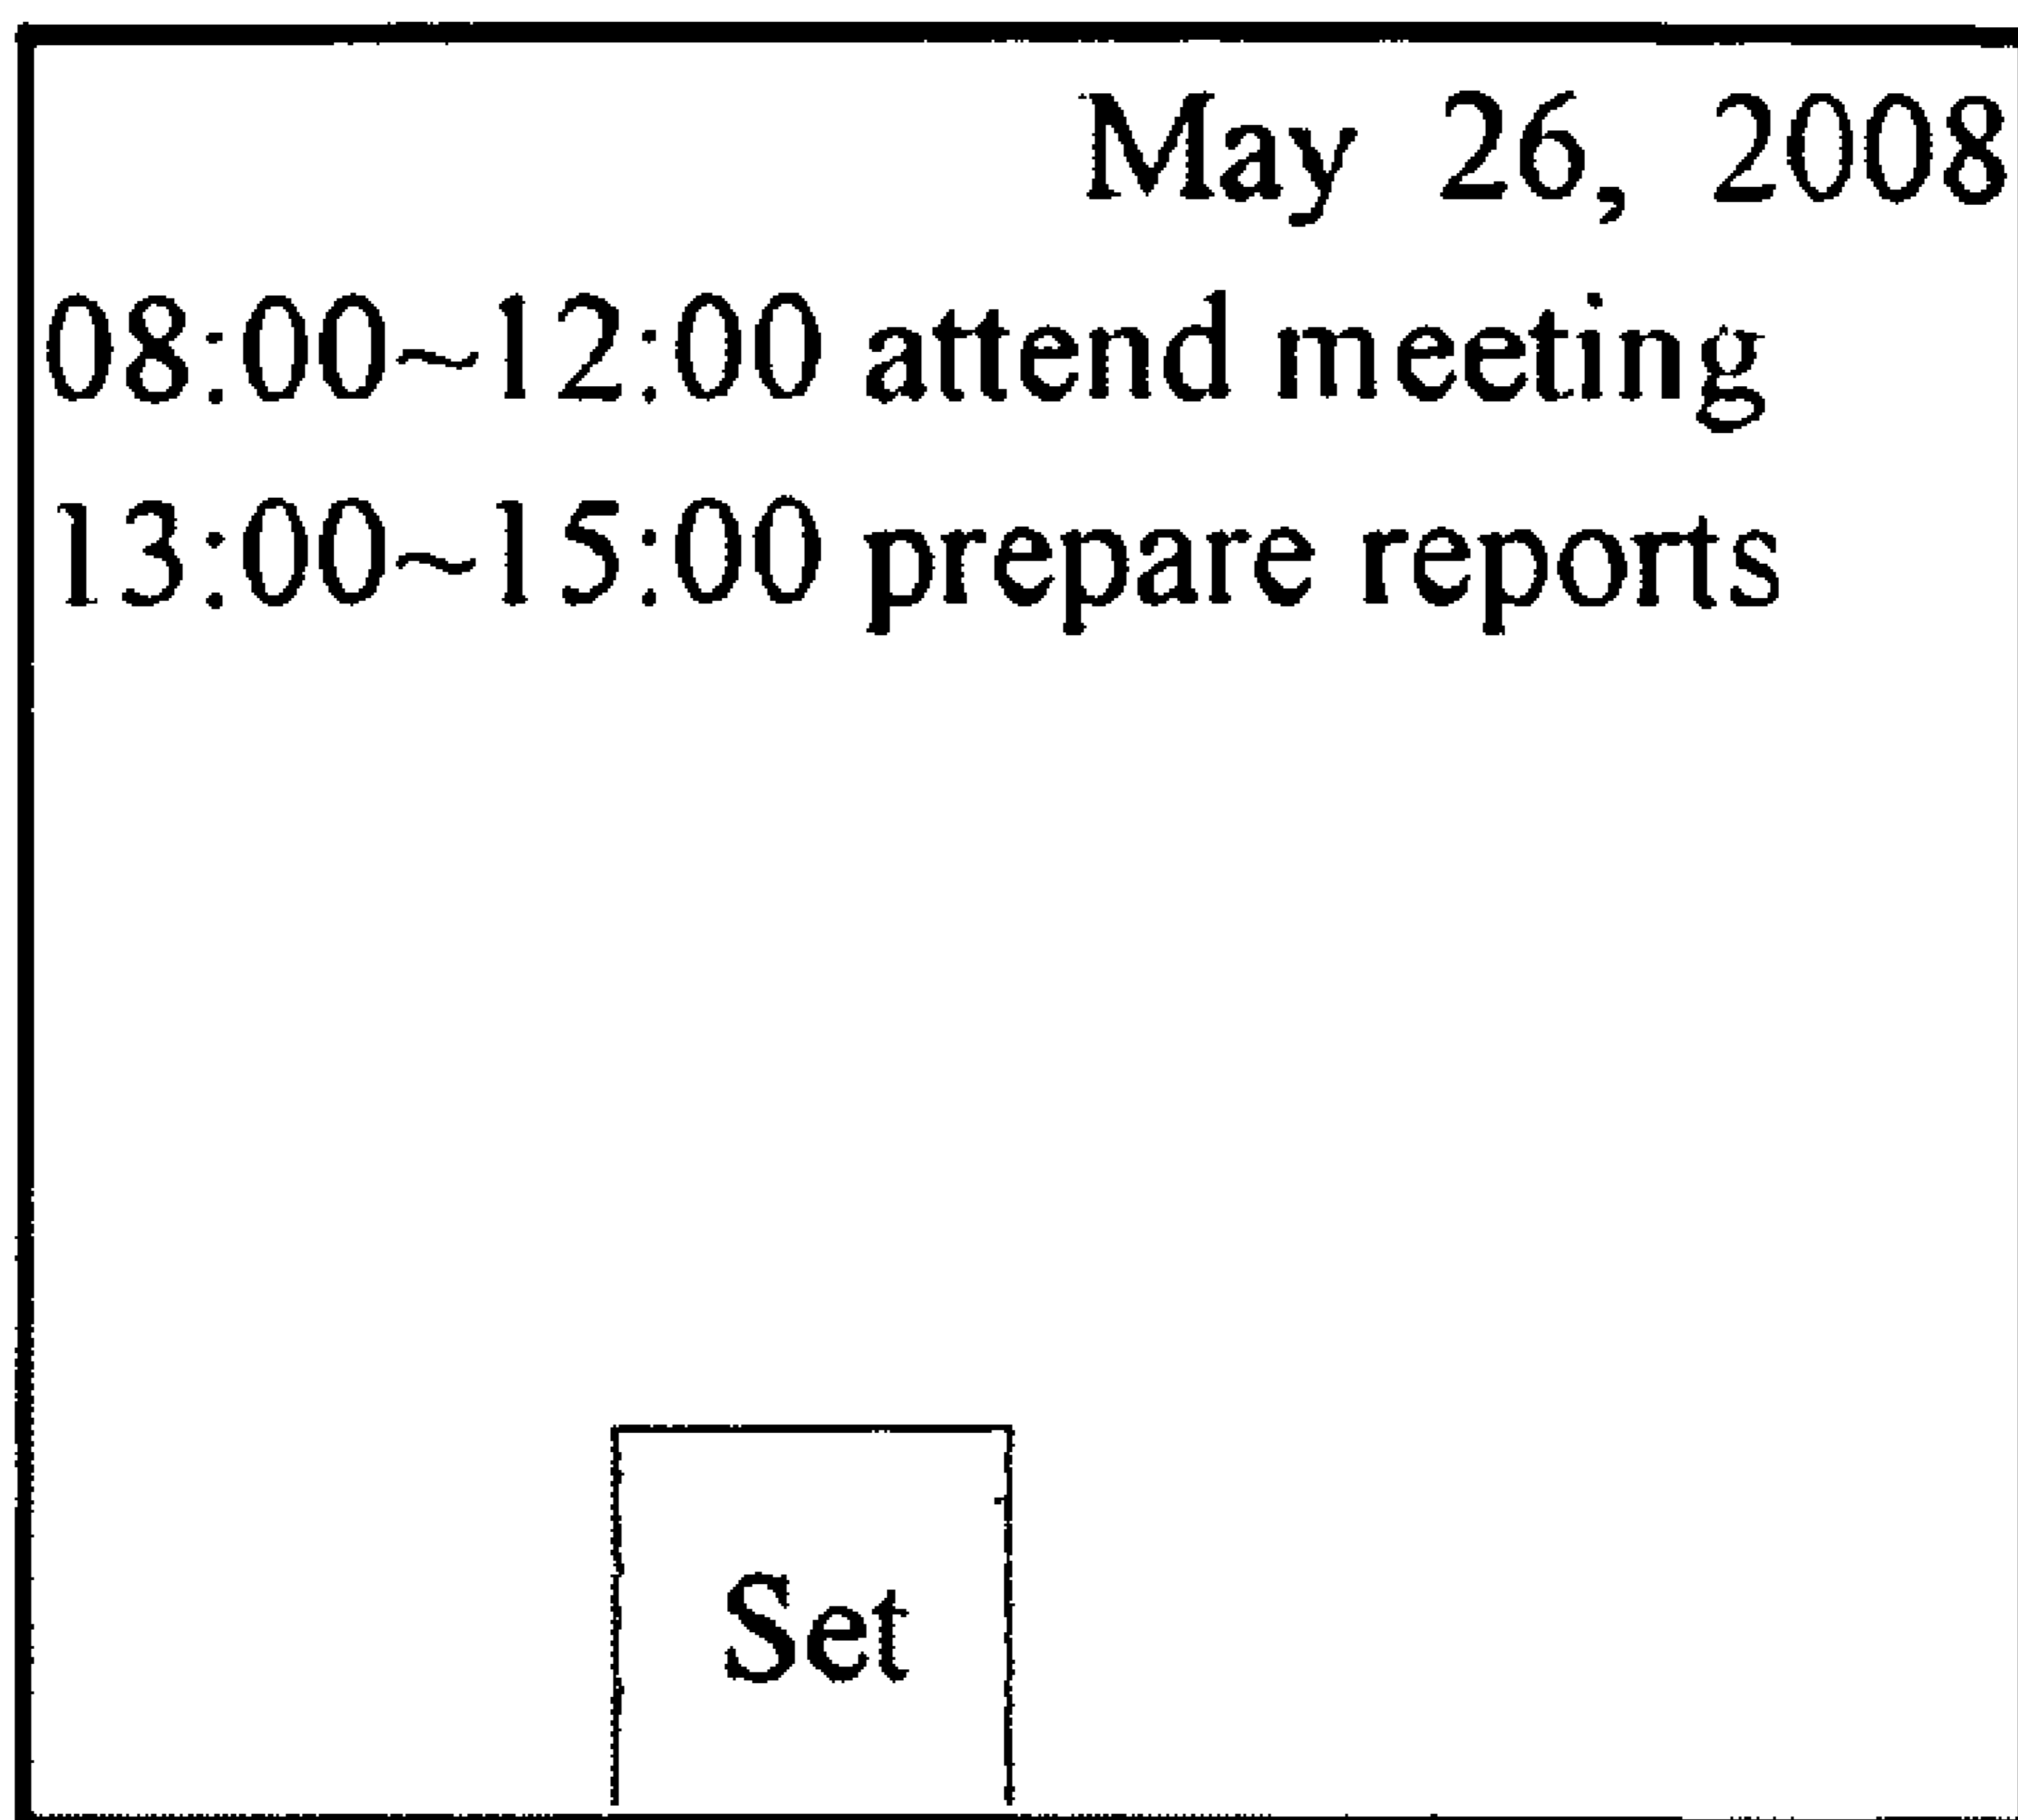 May 26, 2008
08:00~12:00 attend meeting
13:00~15:00 prepare reports
Set